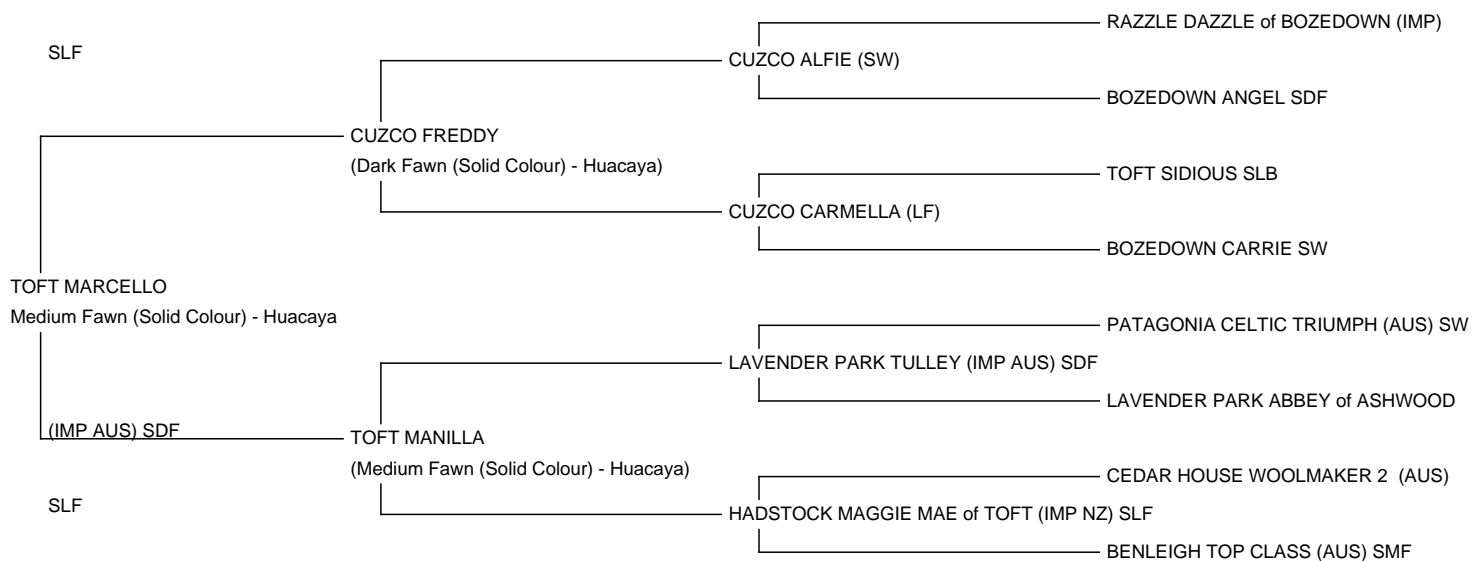 RAZZLE DAZZLE of BOZEDOWN (IMP)
SLF
CUZCO ALFIE (SW)
BOZEDOWN ANGEL SDF
CUZCO FREDDY
(Dark Fawn (Solid Colour) - Huacaya)
TOFT SIDIOUS SLB
CUZCO CARMELLA (LF)
BOZEDOWN CARRIE SW
TOFT MARCELLO
Medium Fawn (Solid Colour) - Huacaya
PATAGONIA CELTIC TRIUMPH (AUS) SW
LAVENDER PARK TULLEY (IMP AUS) SDF
LAVENDER PARK ABBEY of ASHWOOD
(IMP AUS) SDF
TOFT MANILLA
(Medium Fawn (Solid Colour) - Huacaya)
CEDAR HOUSE WOOLMAKER 2 (AUS)
SLF
HADSTOCK MAGGIE MAE of TOFT (IMP NZ) SLF
BENLEIGH TOP CLASS (AUS) SMF